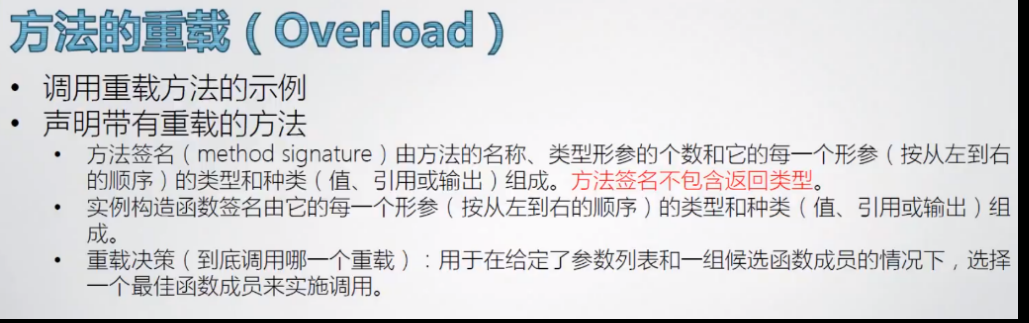 方法的重载（Overload）
• 调用重载方法的示例
• 声明带有重载的方法
• 方法签名（method signature）由方法的名称、类型形参的个数和它的每一个形参（按从左到右
的顺序）的类型和种类（值、引用或输出）组成。方法签名不包含返回类型。
• 实例构造函数签名由它的每一个形参（按从左到右的顺序）的类型和种类（值、引用或输出）组
成。
• 重载决策（到底调用哪一个重载）：用于在给定了参数列表和一组候选函数成员的情况下，选择
一个最佳函数成员来实施调用。